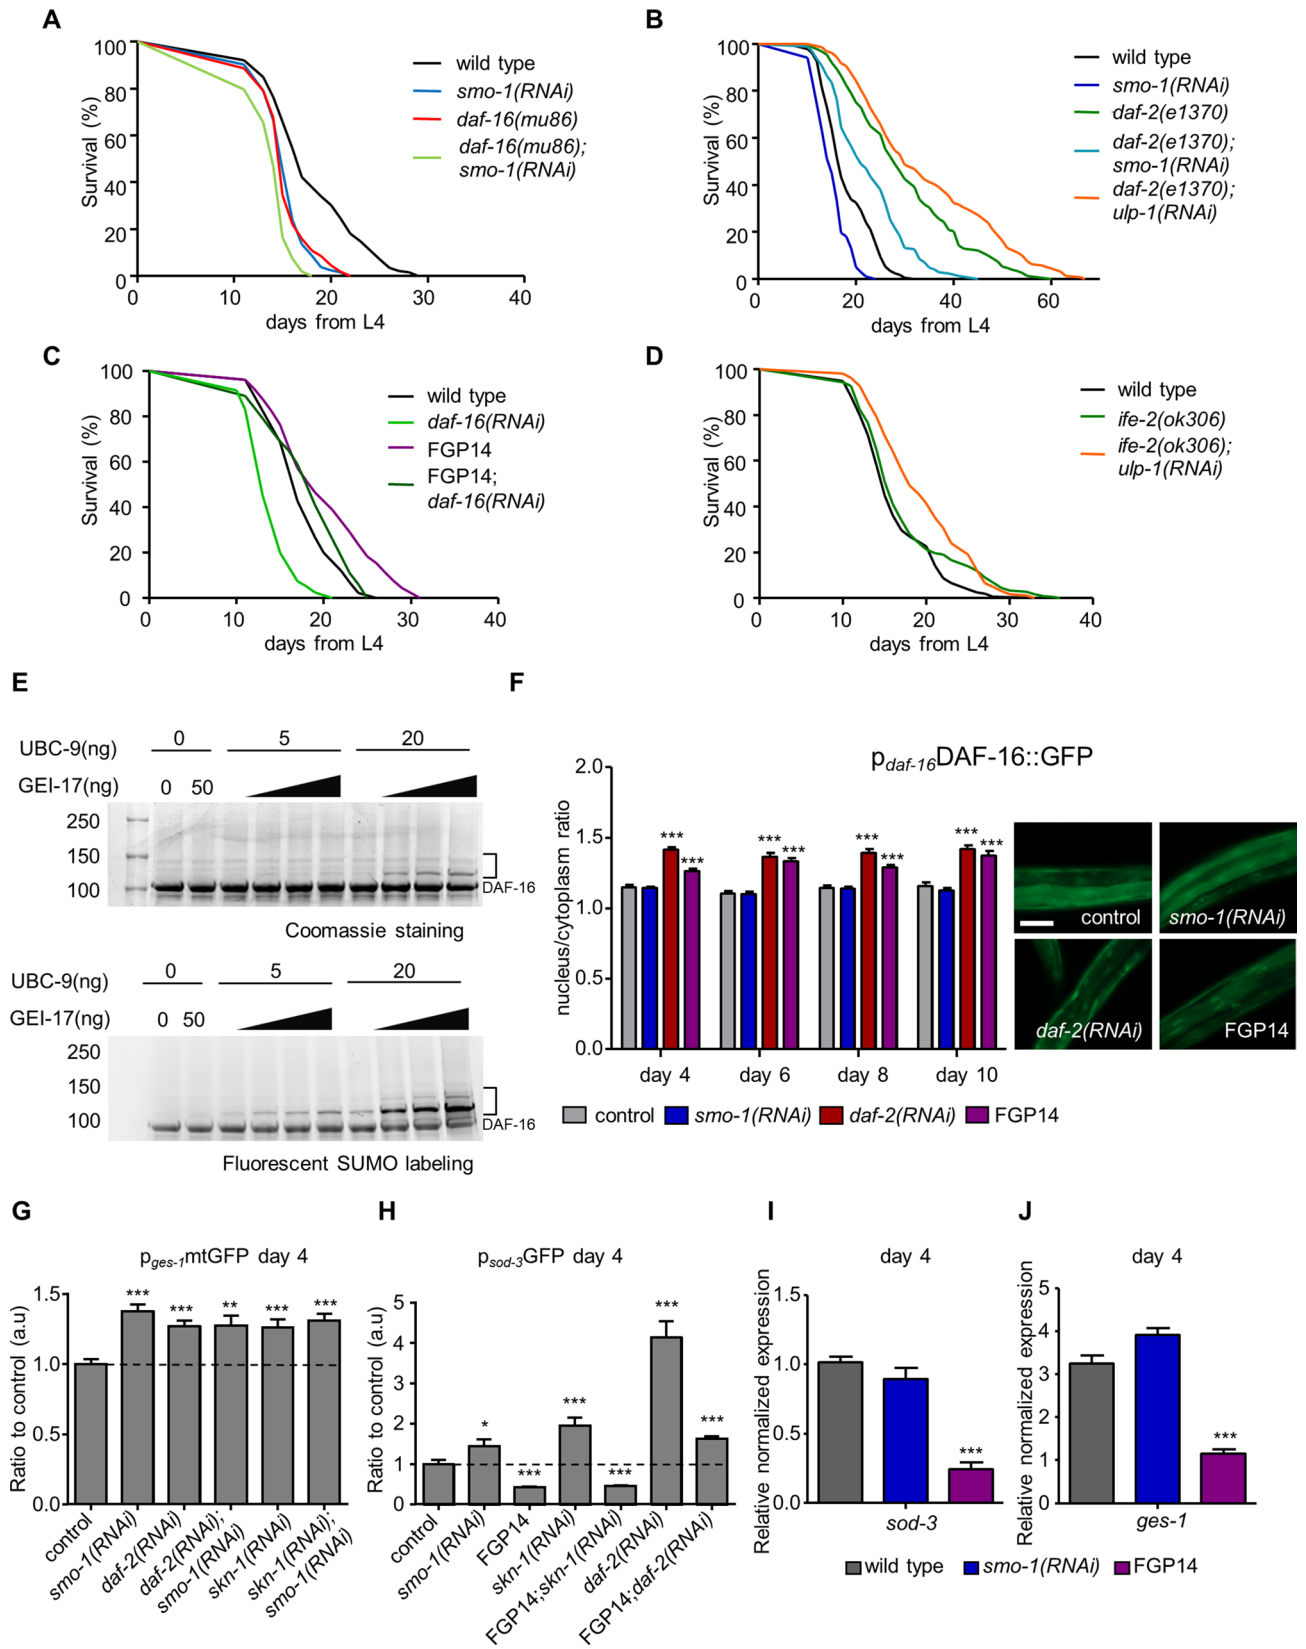 A
100
80
60
40
20
0
Survival (%)
0 10 20 30 40
days from L4
wild type
smo-1(RNAi)
daf-16(mu86)
daf-16(mu86);
smo-1(RNAi)
B
100
80
60
40
20
0
Survival (%)
0 20 40 60
days from L4
wild type
smo-1(RNAi)
daf-2(e1370)
daf-2(e1370);
smo-1(RNAi)
daf-2(e1370);
ulp-1(RNAi)
C
100
80
60
40
20
0
Survival (%)
0 10 20 30 40
days from L4
wild type
daf-16(RNAi)
FGP14
FGP14;
daf-16(RNAi)
D
100
80
60
40
20
0
Survival (%)
0 10 20 30 40
days from L4
wild type
ife-2(ok306)
ife-2(ok306);
ulp-1(RNAi)
E
UBC-9(ng) 0 5 20
GEI-17(ng) 0 50
250
150
100
DAF-16
Coomassie staining
UBC-9(ng) 0 5 20
GEI-17(ng) 0 50
250
150
100
DAF-16
Fluorescent SUMO labeling
F
pdaf-16DAF-16::GFP
2.0
1.5
1.0
0.5
0.0
nucleus/cytoplasm ratio
*** *** *** *** *** *** *** ***
day 4 day 6 day 8 day 10
control smo-1(RNAi) daf-2(RNAi) FGP14
control
smo-1(RNAi)
daf-2(RNAi)
FGP14
G
pges-1mtGFP day 4
1.5
1.0
0.5
0.0
Ratio to control (a.u)
*** *** ** *** ***
control
smo-1(RNAi)
daf-2(RNAi)
daf-2(RNAi);
smo-1(RNAi)
skn-1(RNAi)
skn-1(RNAi);
smo-1(RNAi)
H
psod-3GFP day 4
5
4
3
2
1
0
Ratio to control (a.u)
* *** *** *** *** ***
control
smo-1(RNAi)
FGP14
skn-1(RNAi)
FGP14;skn-1(RNAi)
daf-2(RNAi)
FGP14;daf-2(RNAi)
I
day 4
1.5
1.0
0.5
0.0
Relative normalized expression
***
sod-3
J
day 4
5
4
3
2
1
0
Relative normalized expression
***
ges-1
wild type smo-1(RNAi) FGP14